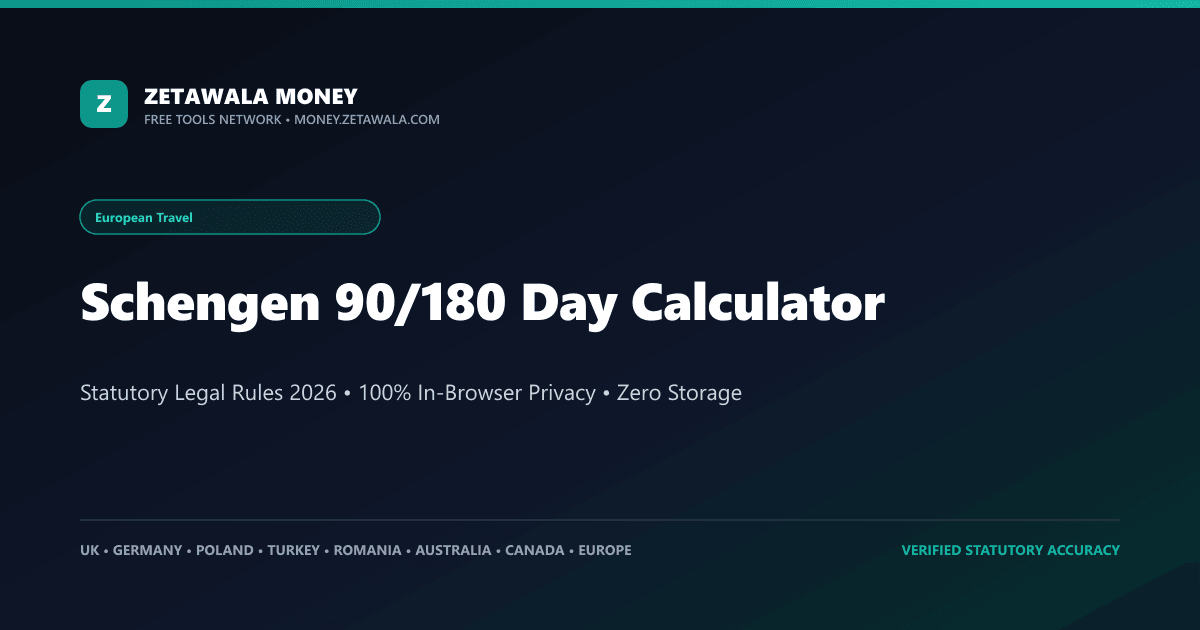 Z
ZETAWALA MONEY
FREE TOOLS NETWORK • MONEY.ZETAWALA.COM
European Travel
Schengen 90/180 Day Calculator
Statutory Legal Rules 2026 • 100% In-Browser Privacy • Zero Storage
UK • GERMANY • POLAND • TURKEY • ROMANIA • AUSTRALIA • CANADA • EUROPE
VERIFIED STATUTORY ACCURACY